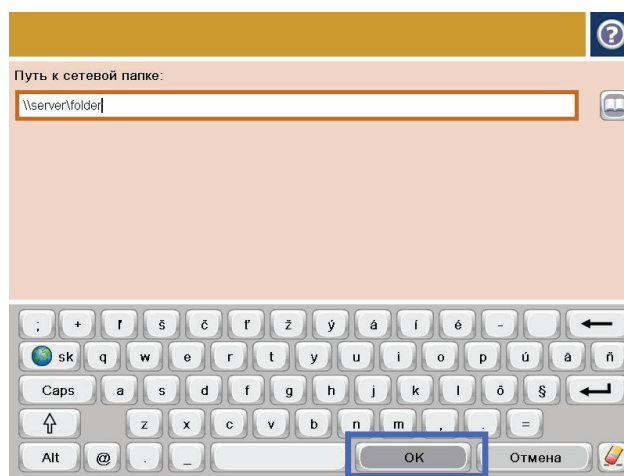 ?
Путь к сетевой папке:
\\server\folder
; + ľ š č ť ž ý á í é -
sk q w e r t y u i o p ú ä ň
Caps a s d f g h j k l ô §
z x c v b n m , . =
Alt @ . _ OK Отмена